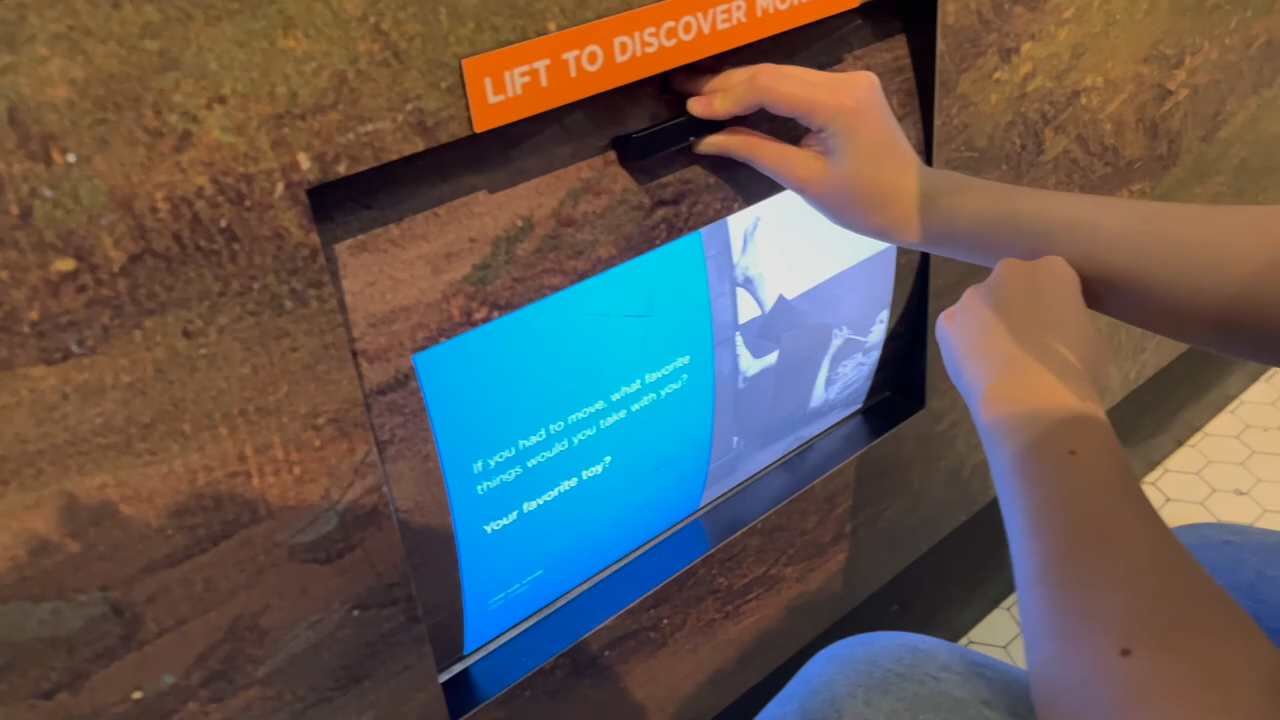 LIFT TO DISCOVER MORE
If you had to move, what favorite
things would you take with you?
Your favorite toy?